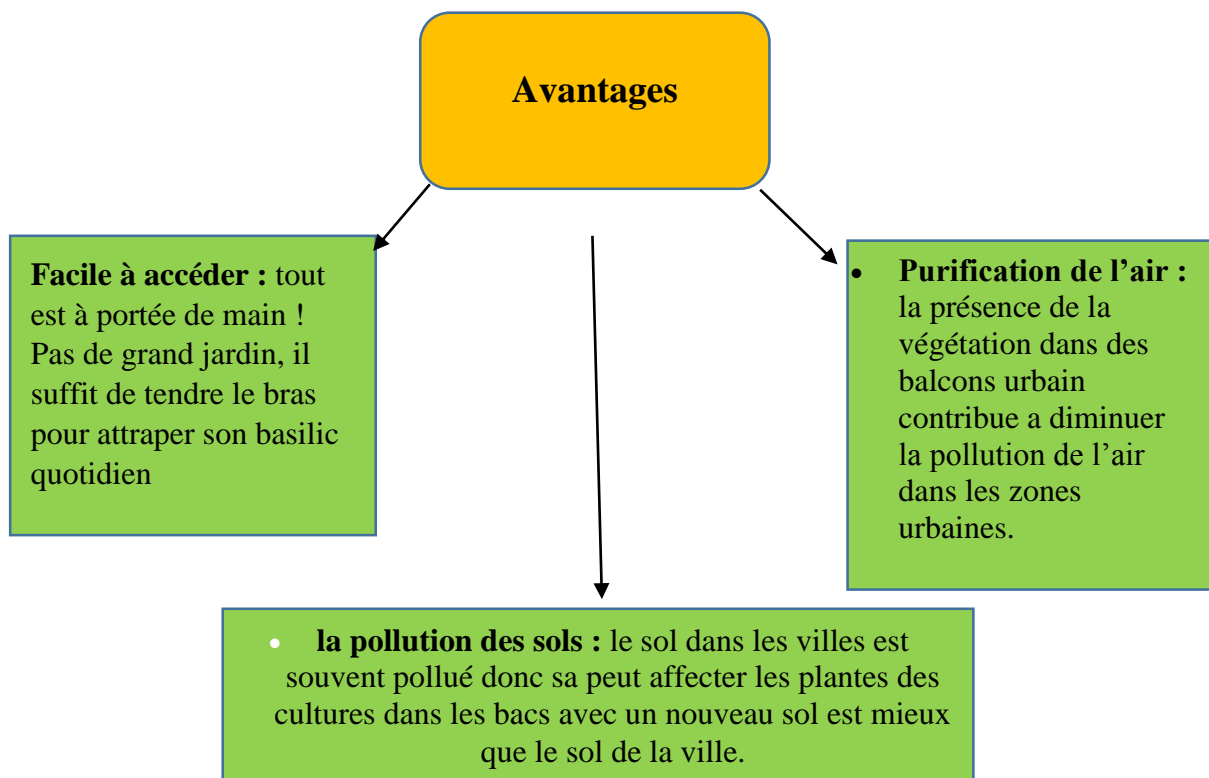 Avantages
Facile à accéder : tout
est à portée de main !
Pas de grand jardin, il
suffit de tendre le bras
pour attraper son basilic
quotidien
• Purification de l’air :
la présence de la
végétation dans des
balcons urbain
contribue a diminuer
la pollution de l’air
dans les zones
urbaines.
• la pollution des sols : le sol dans les villes est
souvent pollué donc sa peut affecter les plantes des
cultures dans les bacs avec un nouveau sol est mieux
que le sol de la ville.